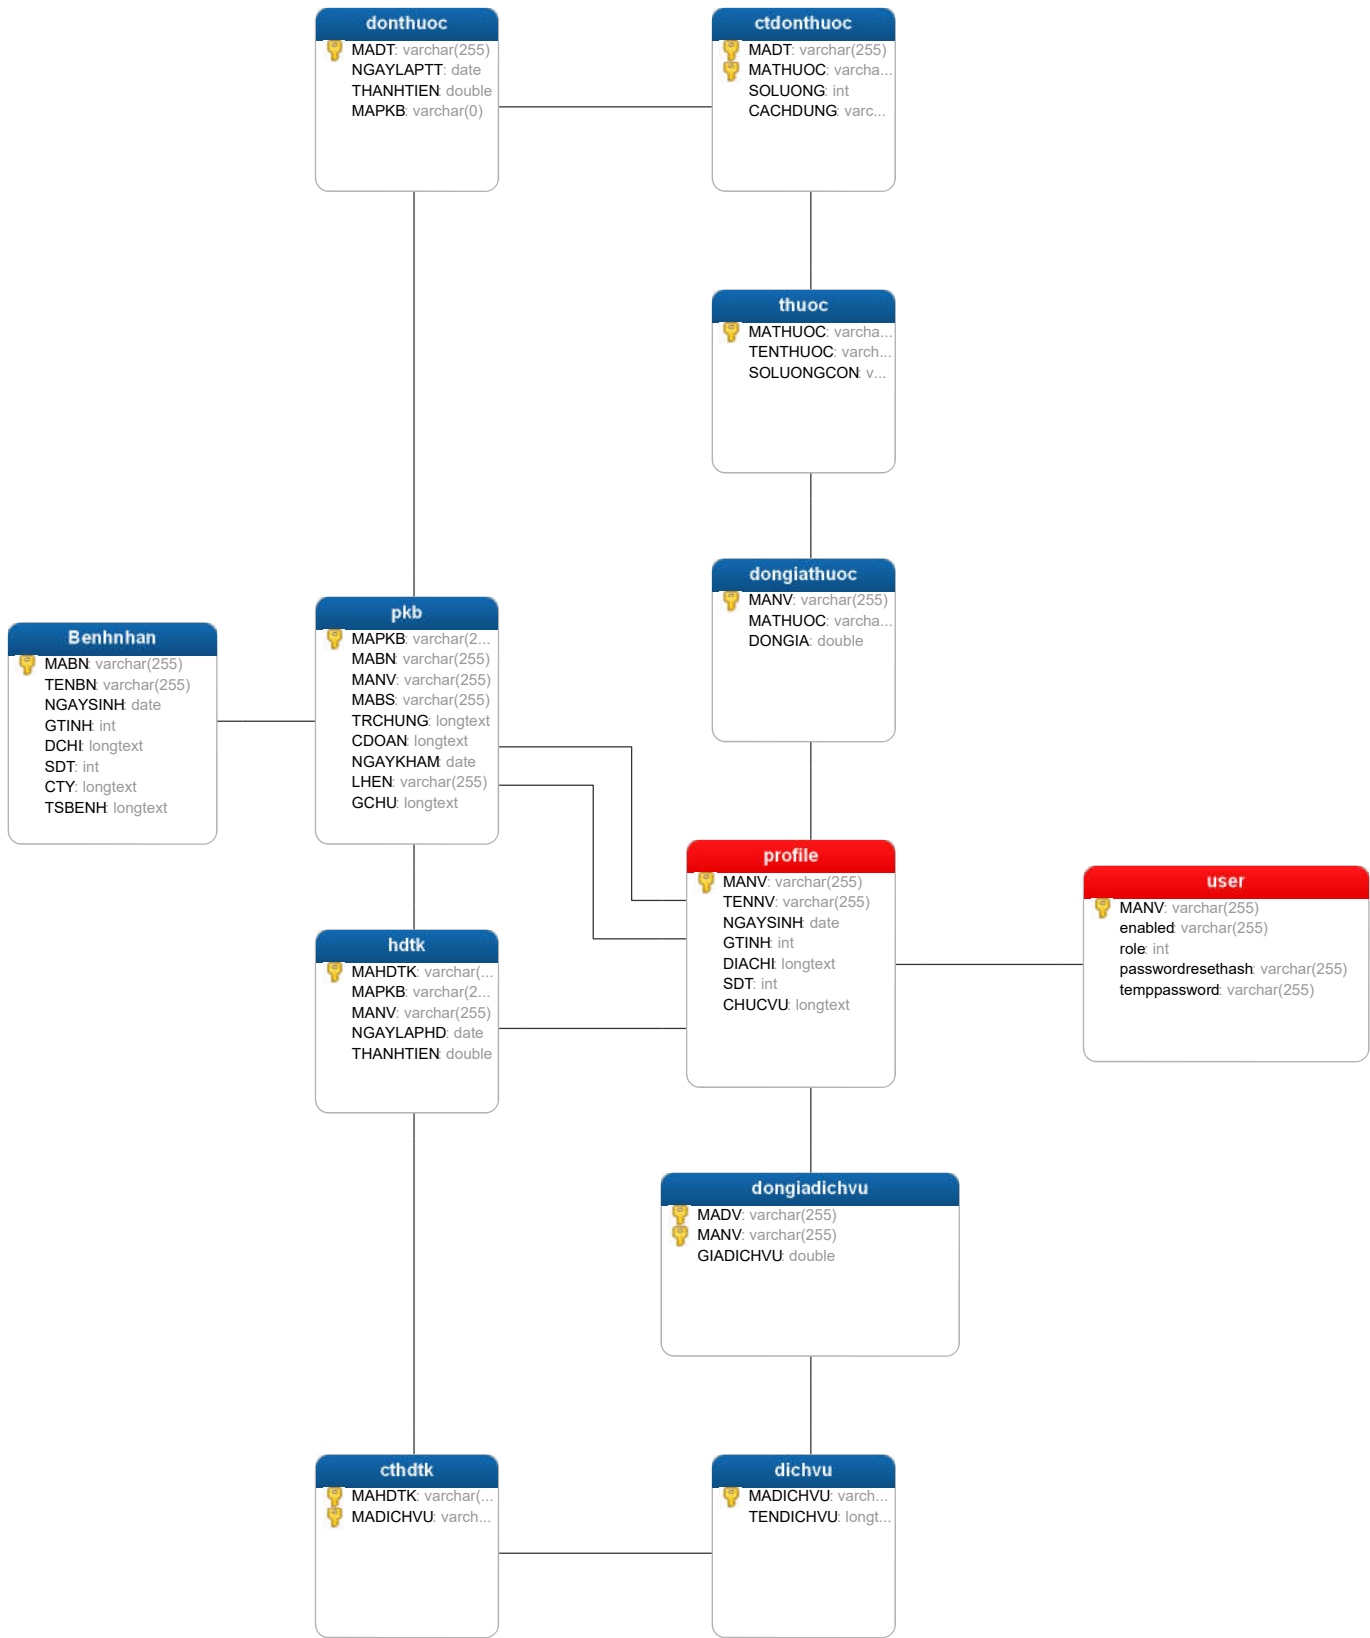 donthuoc
MADT: varchar(255)
NGAYLAPTT: date
THANHTIEN: double
MAPKB: varchar(0)
ctdonthuoc
MADT: varchar(255)
MATHUOC: varcha...
SOLUONG: int
CACHDUNG: varc...
thuoc
MATHUOC: varcha...
TENTHUOC: varch...
SOLUONGCON: v...
dongiathuoc
MANV: varchar(255)
MATHUOC: varcha...
DONGIA: double
pkb
MAPKB: varchar(2...
MABN: varchar(255)
MANV: varchar(255)
MABS: varchar(255)
TRCHUNG: longtext
CDOAN: longtext
NGAYKHAM: date
LHEN: varchar(255)
GCHU: longtext
Benhnhan
MABN: varchar(255)
TENBN: varchar(255)
NGAYSINH: date
GTINH: int
DCHI: longtext
SDT: int
CTY: longtext
TSBENH: longtext
profile
MANV: varchar(255)
TENNV: varchar(255)
NGAYSINH: date
GTINH: int
DIACHI: longtext
SDT: int
CHUCVU: longtext
user
MANV: varchar(255)
enabled: varchar(255)
role: int
passwordresethash: varchar(255)
temppassword: varchar(255)
hdtk
MAHDTK: varchar(...
MAPKB: varchar(2...
MANV: varchar(255)
NGAYLAPHD: date
THANHTIEN: double
dongiadichvu
MADV: varchar(255)
MANV: varchar(255)
GIADICHVU: double
cthdtk
MAHDTK: varchar(...
MADICHVU: varch...
dichvu
MADICHVU: varch...
TENDICHVU: longt...